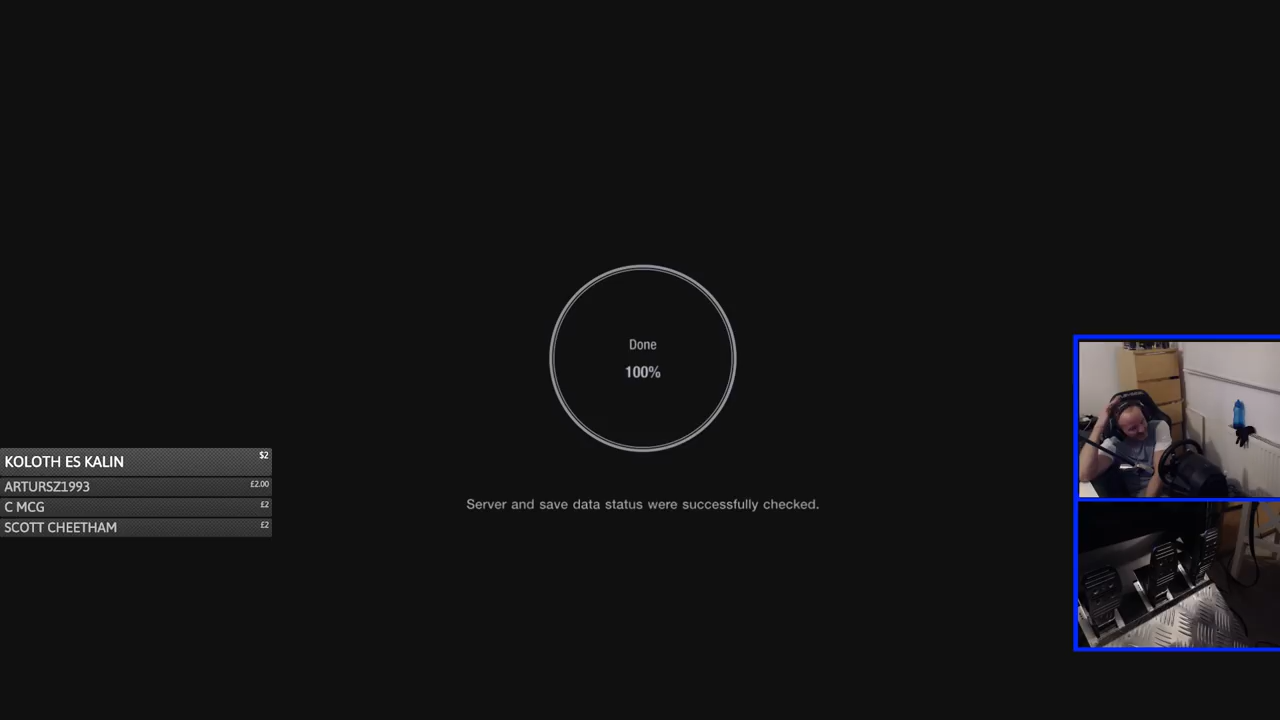 Done
100%
Server and save data status were successfully checked.
KOLOTH ES KALIN $2
ARTURSZ1993 £2.00
C MCG £2
SCOTT CHEETHAM £2